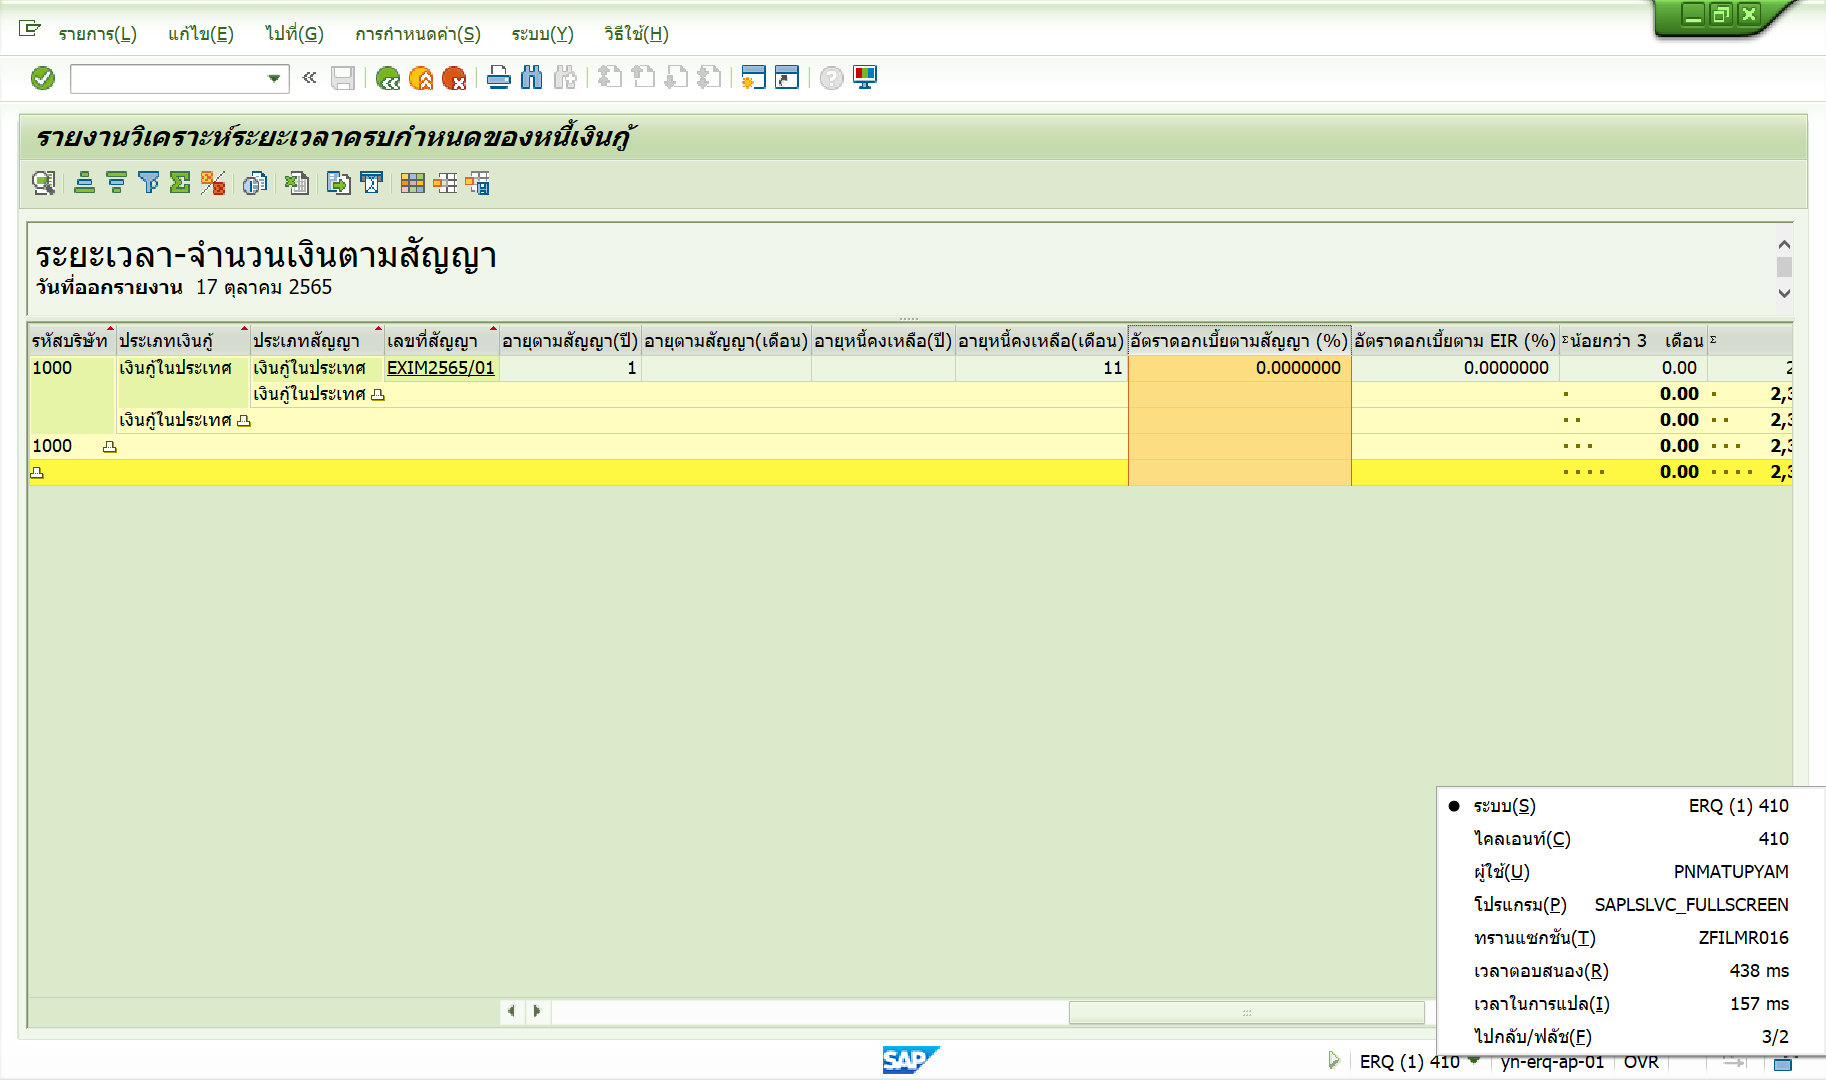 รายการ(L) แก้ไข(E) ไปที่(G) การกำหนดค่า(S) ระบบ(Y) วิธีใช้(H)
รายงานวิเคราะห์ระยะเวลาครบกำหนดของหนี้เงินกู้
ระยะเวลา-จำนวนเงินตามสัญญา
วันที่ออกรายงาน 17 ตุลาคม 2565
รหัสบริษัท ประเภทเงินกู้ ประเภทสัญญา เลขที่สัญญา อายุตามสัญญา(ปี) อายุตามสัญญา(เดือน) อายุหนี้คงเหลือ(ปี) อายุหนี้คงเหลือ(เดือน) อัตราดอกเบี้ยตามสัญญา (%) อัตราดอกเบี้ยตาม EIR (%) Σ น้อยกว่า 3 เดือน Σ
1000 เงินกู้ในประเทศ เงินกู้ในประเทศ EXIM2565/01 1 11 0.0000000 0.0000000 0.00 2
เงินกู้ในประเทศ 0.00 2,3
เงินกู้ในประเทศ 0.00 2,3
1000 0.00 2,3
0.00 2,3
ระบบ(S) ERQ (1) 410
ไคลเอนท์(C) 410
ผู้ใช้(U) PNMATUPYAM
โปรแกรม(P) SAPLSLVC_FULLSCREEN
ทรานแซกชัน(T) ZFILMR016
เวลาตอบสนอง(R) 438 ms
เวลาในการแปล(I) 157 ms
ไปกลับ/ฟลัช(F) 3/2
SAP ERQ (1) 410 yn-erq-ap-01 OVR